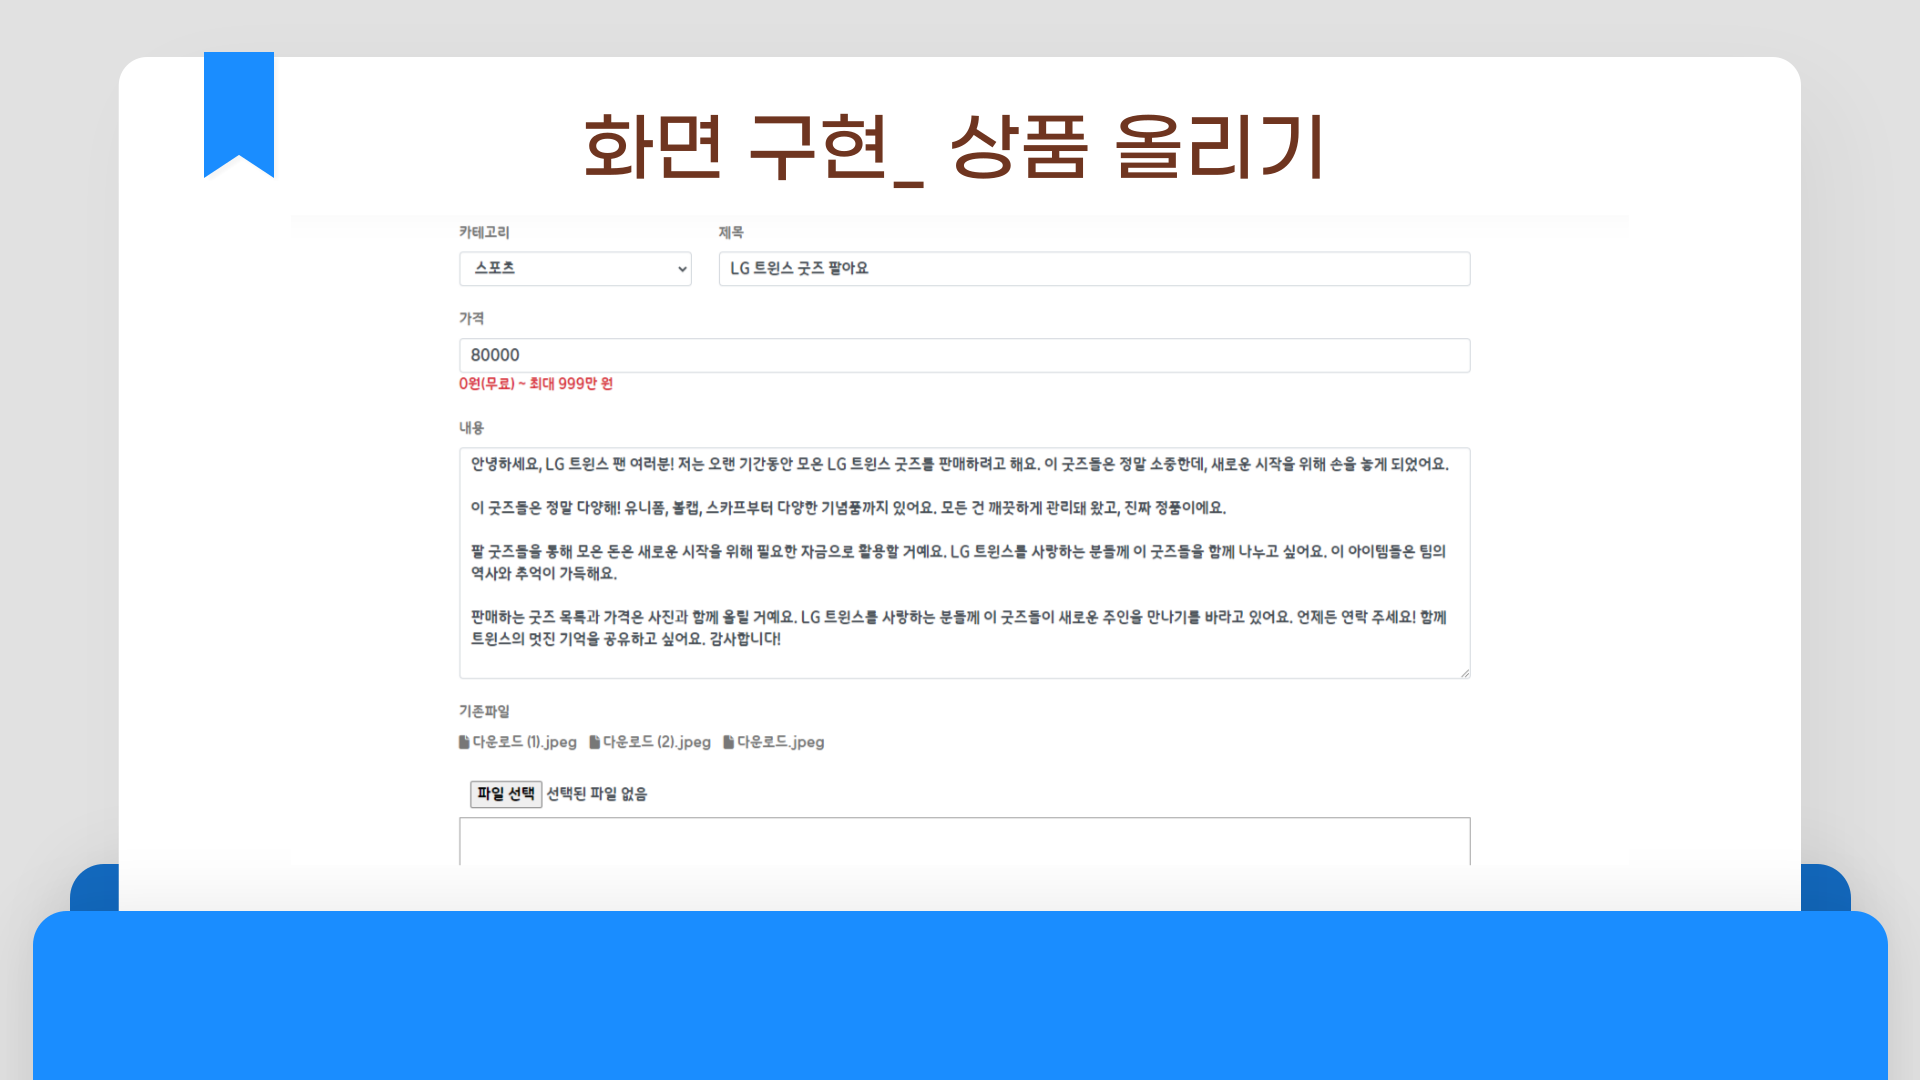 화면 구현_ 상품 올리기
카테고리
제목
스포츠
LG 트윈스 굿즈 팔아요
가격
80000
0원(무료) ~ 최대 999만 원
내용
안녕하세요, LG 트윈스 팬 여러분! 저는 오랜 기간동안 모은 LG 트윈스 굿즈를 판매하려고 해요. 이 굿즈들은 정말 소중한데, 새로운 시작을 위해 손을 놓게 되었어요.
이 굿즈들은 정말 다양해! 유니폼, 볼캡, 스카프부터 다양한 기념품까지 있어요. 모든 건 깨끗하게 관리돼 왔고, 진짜 정품이에요.
팔 굿즈들을 통해 모은 돈은 새로운 시작을 위해 필요한 자금으로 활용할 거예요. LG 트윈스를 사랑하는 분들께 이 굿즈들을 함께 나누고 싶어요. 이 아이템들은 팀의
역사와 추억이 가득해요.
판매하는 굿즈 목록과 가격은 사진과 함께 올릴 거예요. LG 트윈스를 사랑하는 분들께 이 굿즈들이 새로운 주인을 만나기를 바라고 있어요. 언제든 연락 주세요! 함께
트윈스의 멋진 기억을 공유하고 싶어요. 감사합니다!
기존파일
다운로드 (1).jpeg 다운로드 (2).jpeg 다운로드.jpeg
파일 선택 선택된 파일 없음